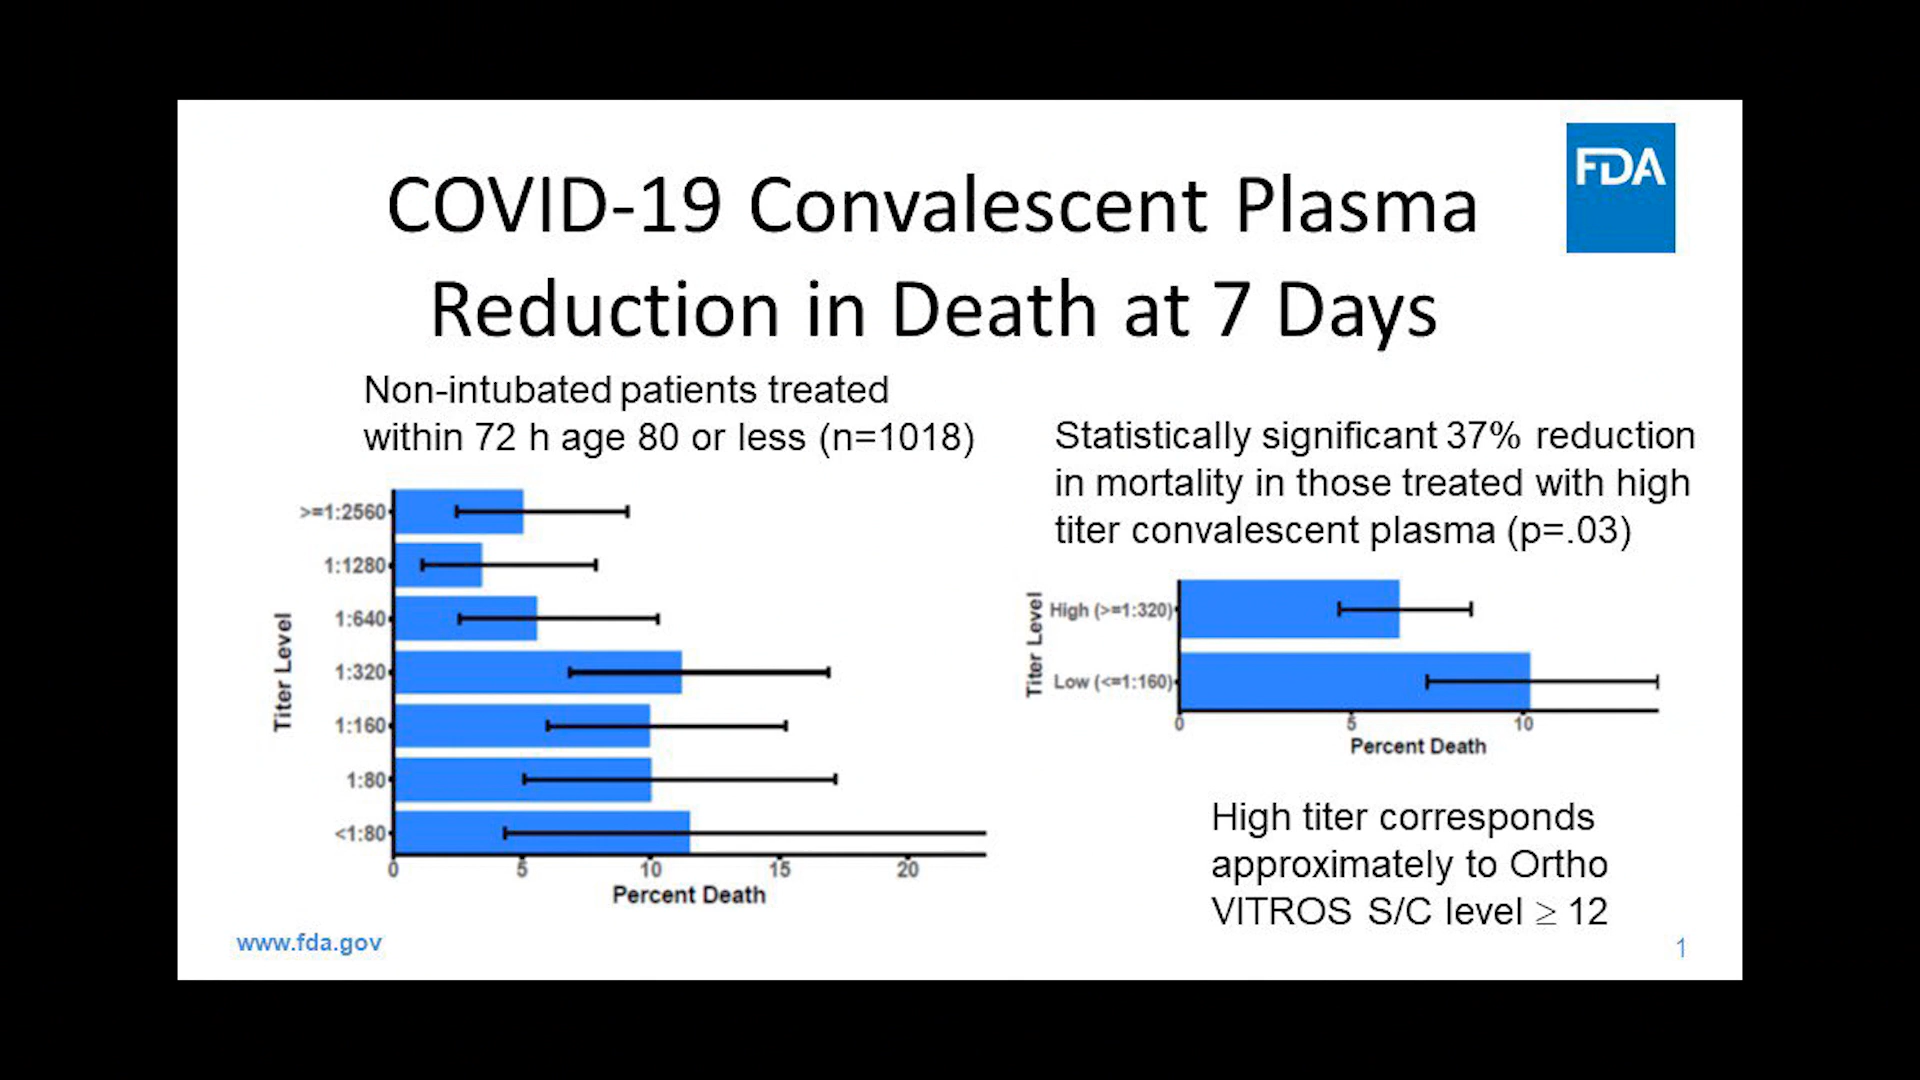 FDA
COVID-19 Convalescent Plasma
Reduction in Death at 7 Days
Non-intubated patients treated
within 72 h age 80 or less (n=1018)
Titer Level
>=1:2560
1:1280
1:640
1:320
1:160
1:80
<1:80
0 5 10 15 20
Percent Death
Statistically significant 37% reduction
in mortality in those treated with high
titer convalescent plasma (p=.03)
Titer Level
High (>=1:320)
Low (<=1:160)
0 5 10
Percent Death
High titer corresponds
approximately to Ortho
VITROS S/C level ≥ 12
www.fda.gov
1